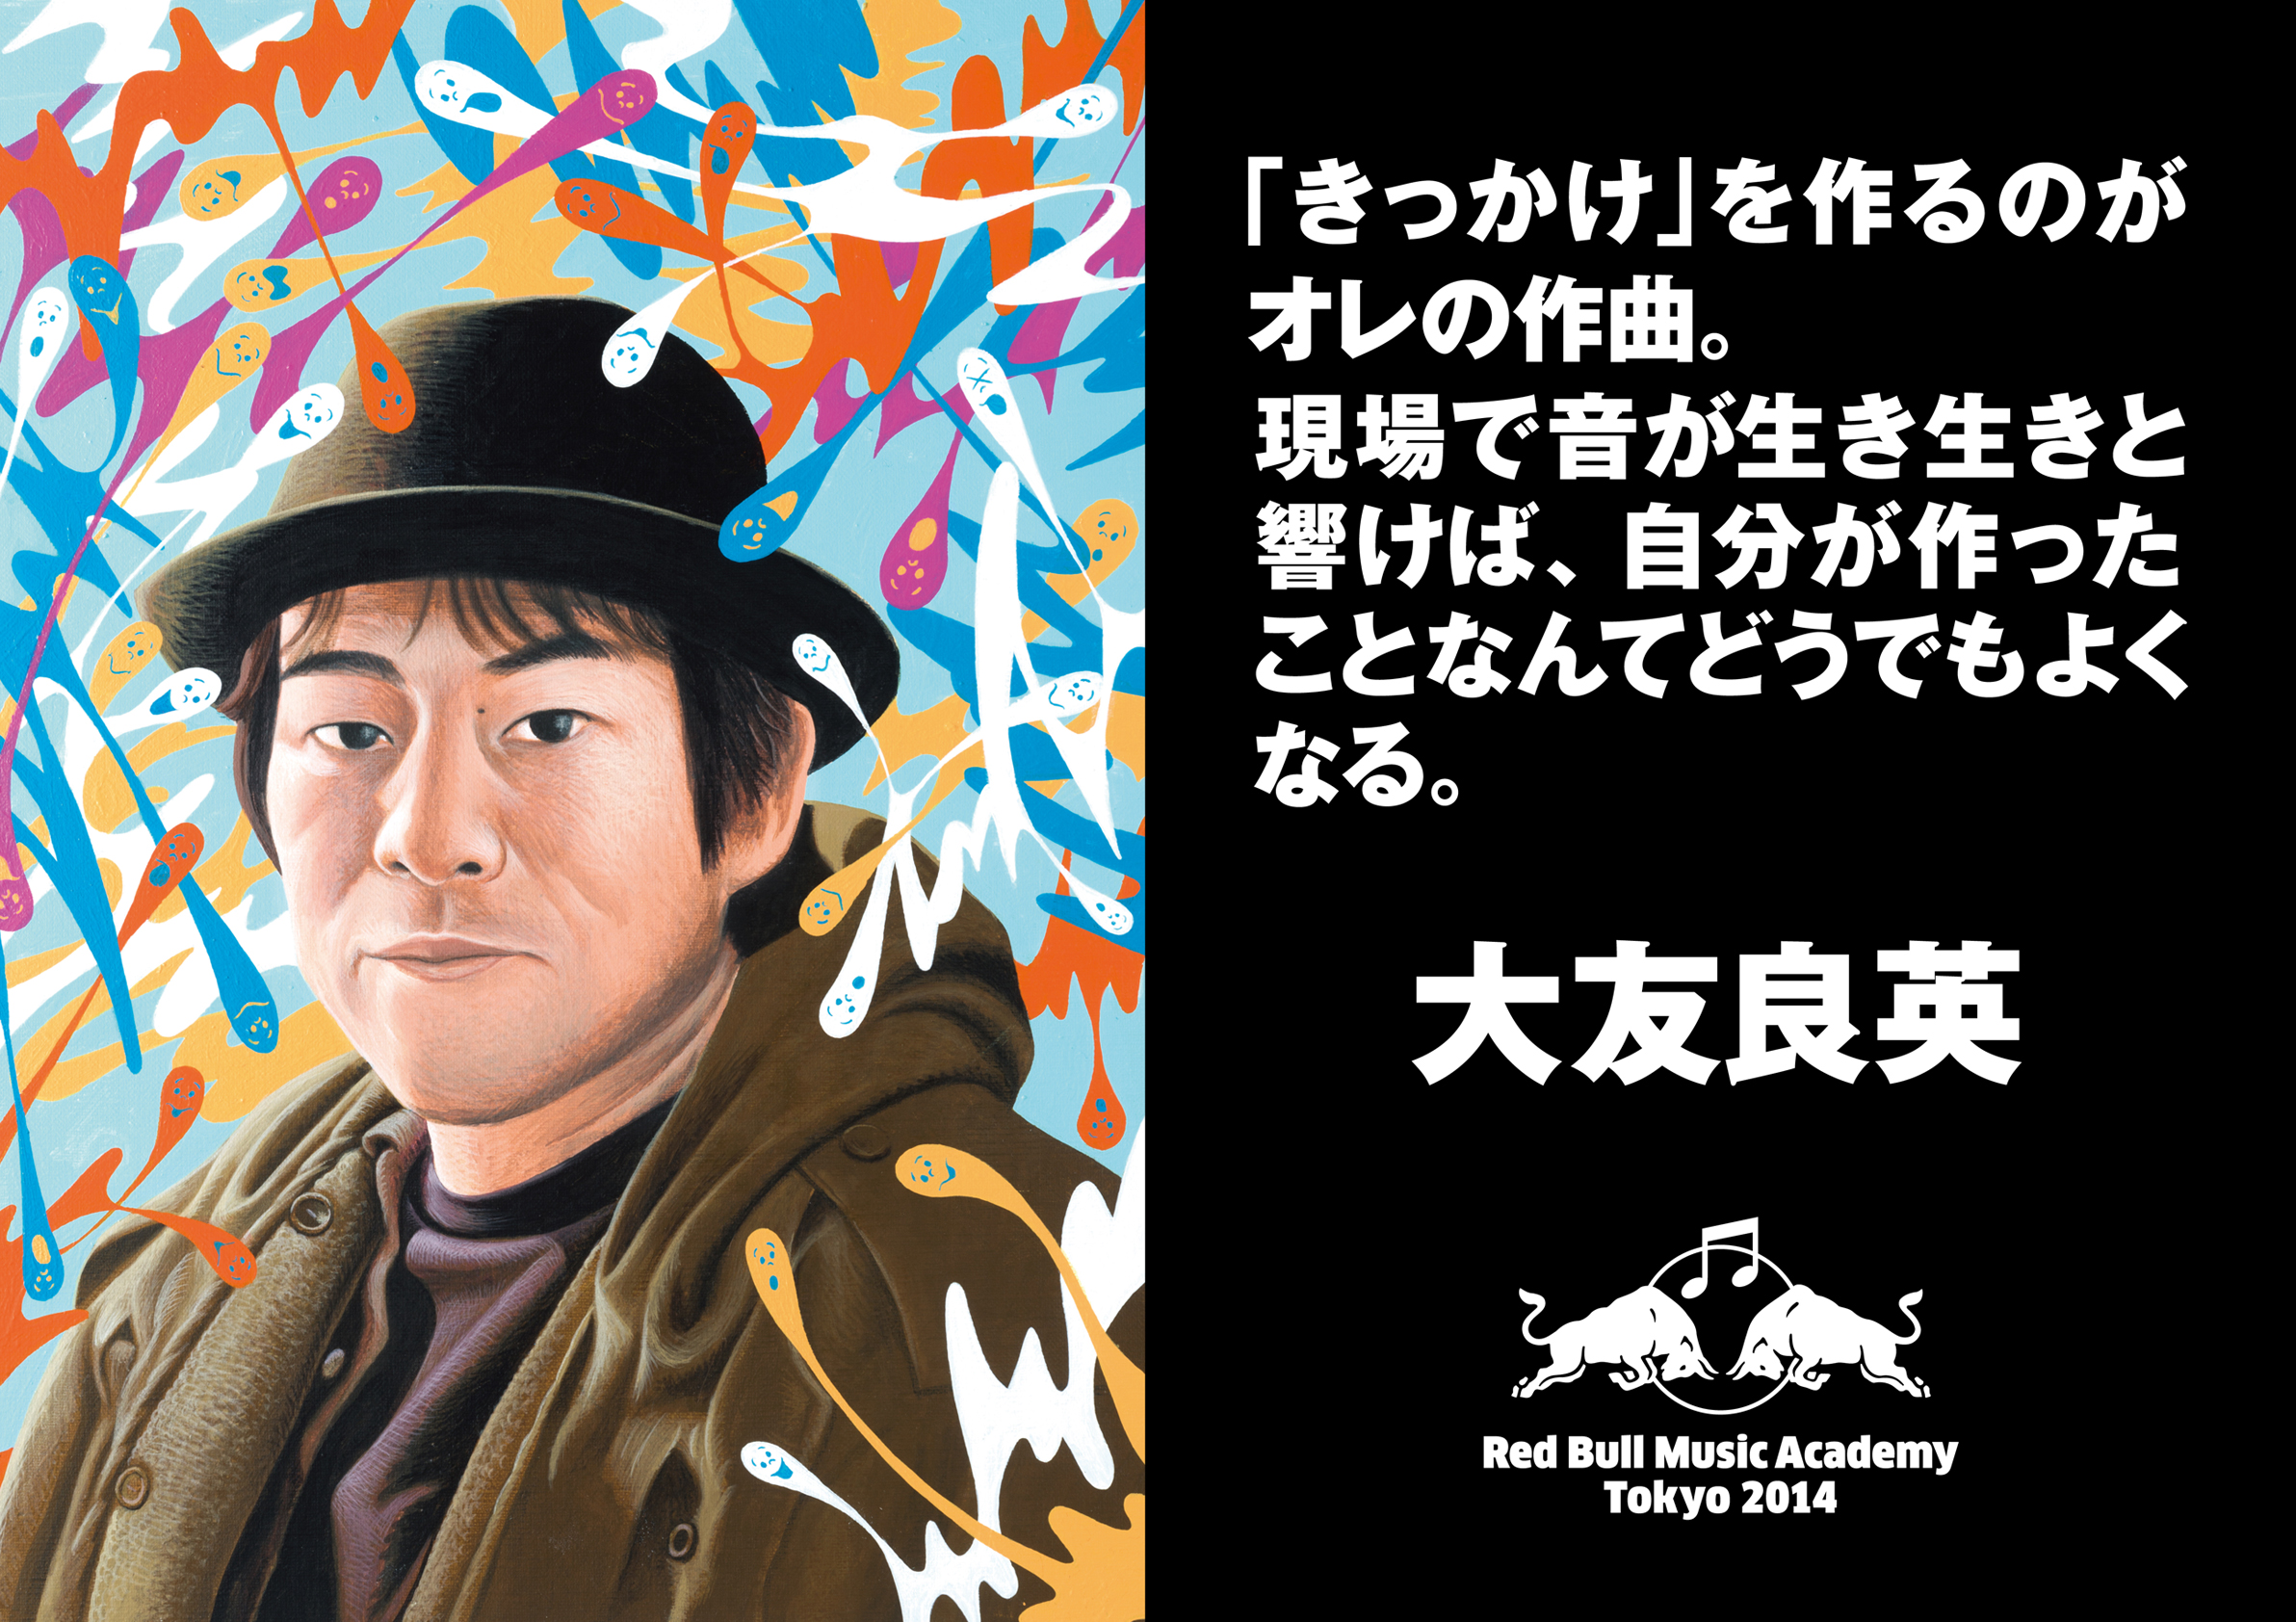 「きっかけ」を作るのが
オレの作曲。
現場で音が生き生きと
響けば、自分が作った
ことなんてどうでもよく
なる。
大友良英
Red Bull Music Academy
Tokyo 2014